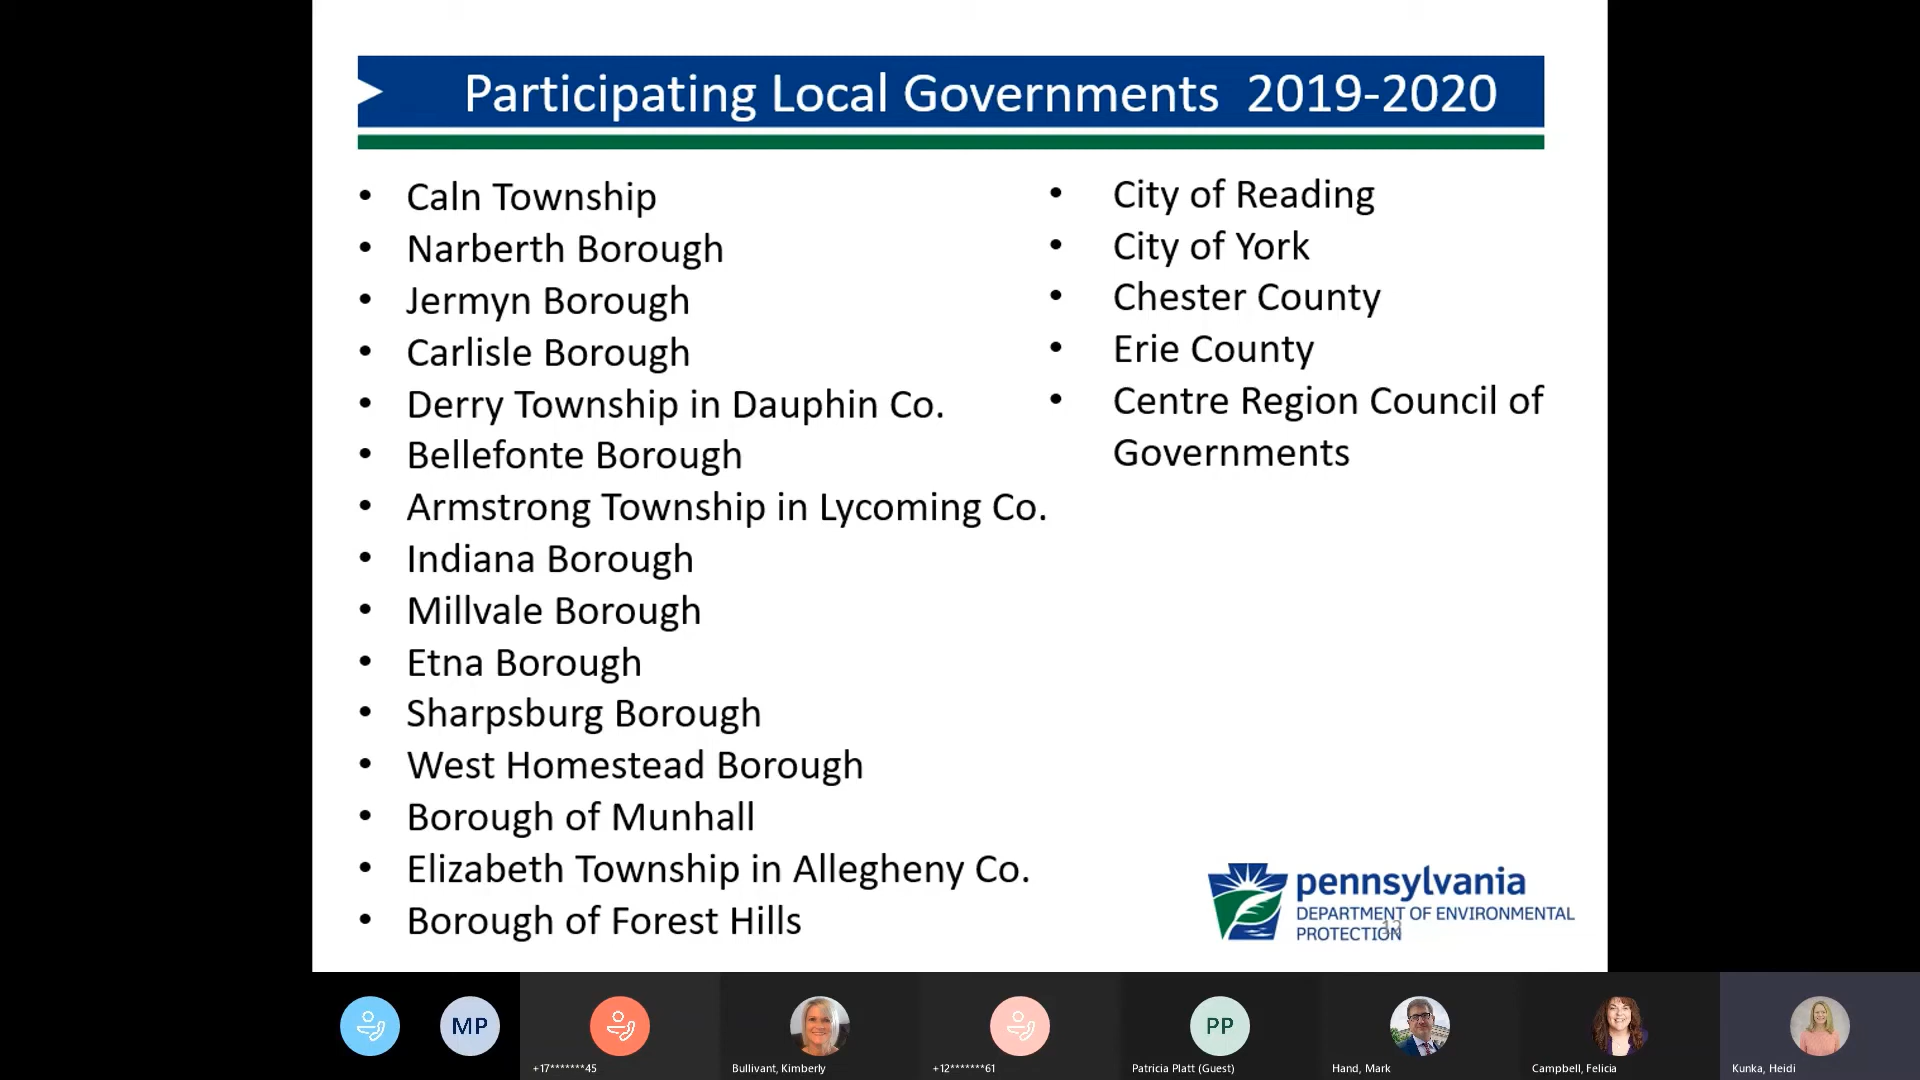 Participating Local Governments 2019-2020
• Caln Township
• Narberth Borough
• Jermyn Borough
• Carlisle Borough
• Derry Township in Dauphin Co.
• Bellefonte Borough
• Armstrong Township in Lycoming Co.
• Indiana Borough
• Millvale Borough
• Etna Borough
• Sharpsburg Borough
• West Homestead Borough
• Borough of Munhall
• Elizabeth Township in Allegheny Co.
• Borough of Forest Hills
• City of Reading
• City of York
• Chester County
• Erie County
• Centre Region Council of
Governments
pennsylvania
DEPARTMENT OF ENVIRONMENTAL
PROTECTION
MP
PP
+17*******45
Bullivant, Kimberly
+12*******61
Patricia Platt (Guest)
Hand, Mark
Campbell, Felicia
Kunka, Heidi